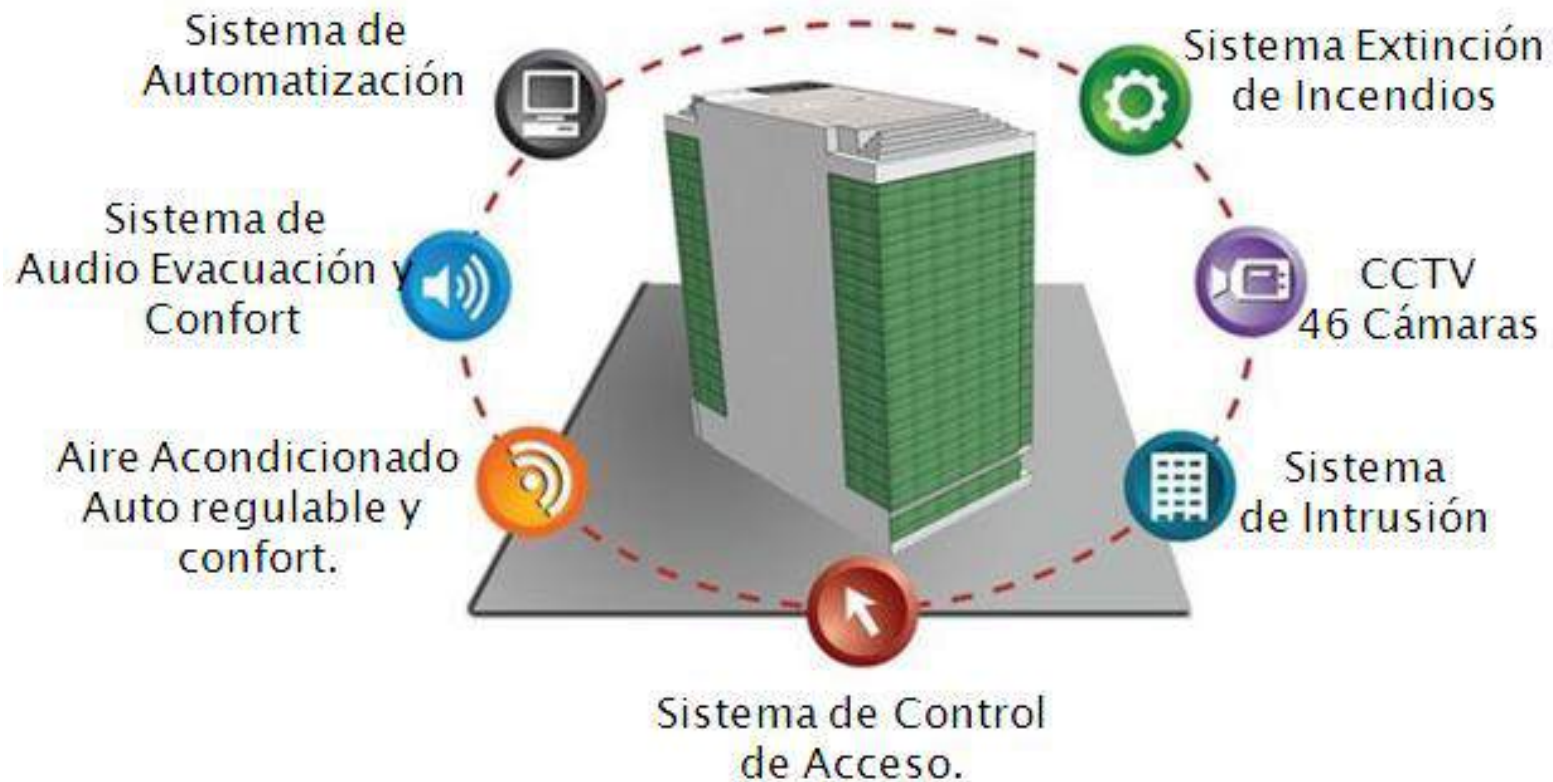 Sistema de
Automatización
Sistema Extinción
de Incendios
Sistema de
Audio Evacuación y
Confort
CCTV
46 Cámaras
Aire Acondicionado
Auto regulable y
confort.
Sistema
de Intrusión
Sistema de Control
de Acceso.